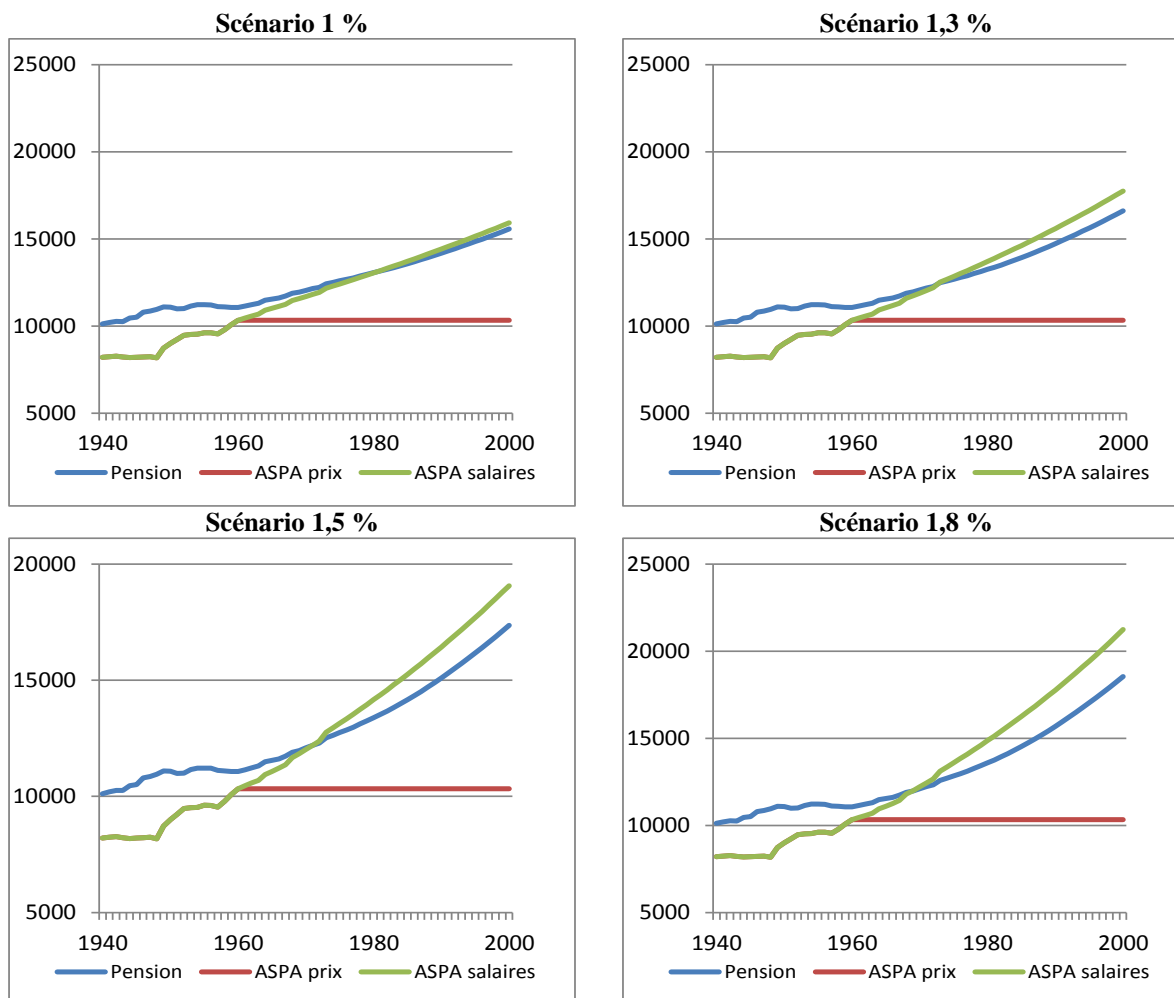 Scénario 1 %
25000
20000
15000
10000
5000
1940 1960 1980 2000
Pension ASPA prix ASPA salaires
Scénario 1,3 %
25000
20000
15000
10000
5000
1940 1960 1980 2000
Pension ASPA prix ASPA salaires
Scénario 1,5 %
20000
15000
10000
5000
1940 1960 1980 2000
Pension ASPA prix ASPA salaires
Scénario 1,8 %
25000
20000
15000
10000
5000
1940 1960 1980 2000
Pension ASPA prix ASPA salaires